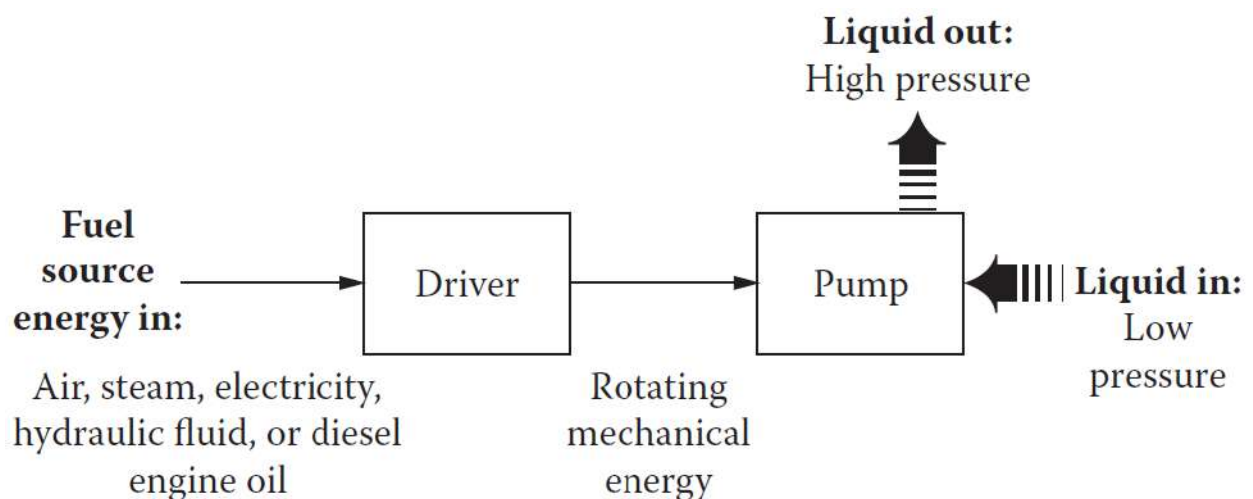 Liquid out:
High pressure
Fuel
source
energy in:
Driver
Pump
Liquid in:
Low
pressure
Air, steam, electricity,
hydraulic fluid, or diesel
engine oil
Rotating
mechanical
energy